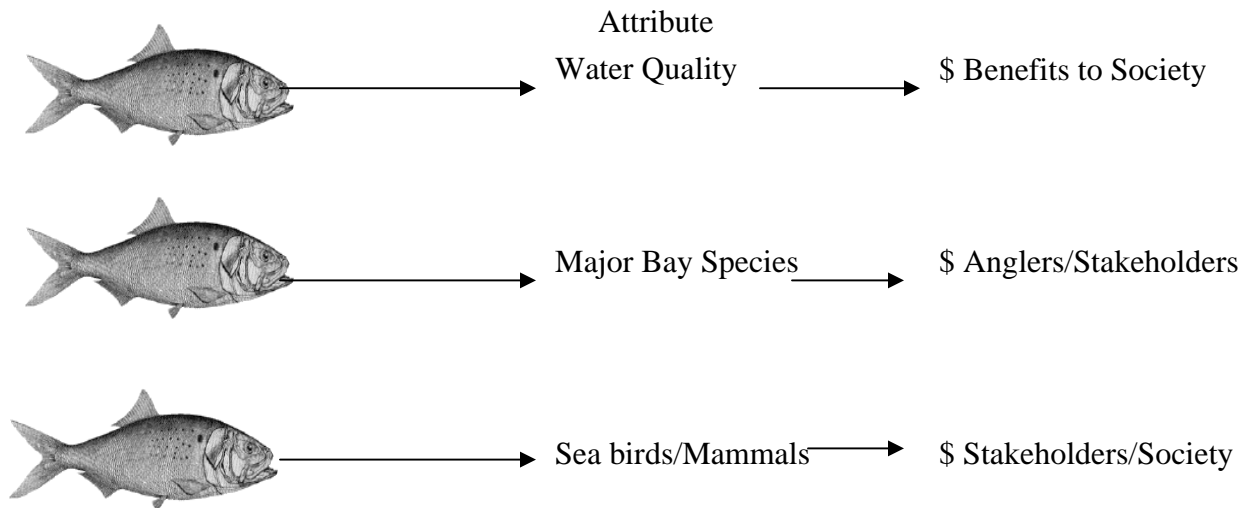 Attribute
Water Quality $ Benefits to Society
Major Bay Species $ Anglers/Stakeholders
Sea birds/Mammals $ Stakeholders/Society